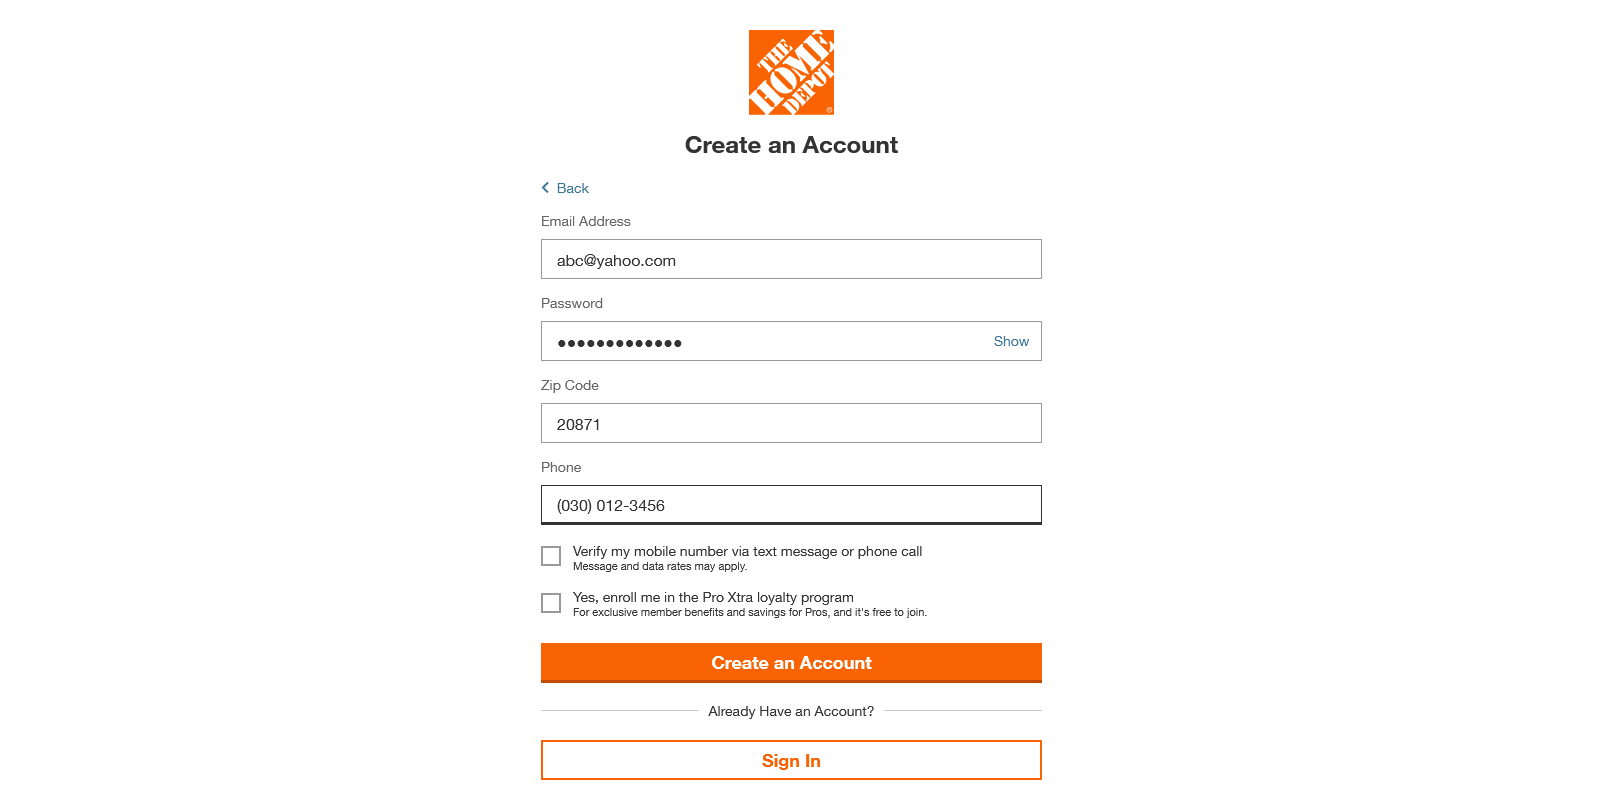 THE
HOME
DEPOT
®
Create an Account
Back
Email Address
abc@yahoo.com
Password
●●●●●●●●●●●●●
Show
Zip Code
20871
Phone
(030) 012-3456
Verify my mobile number via text message or phone call
Message and data rates may apply.
Yes, enroll me in the Pro Xtra loyalty program
For exclusive member benefits and savings for Pros, and it's free to join.
Create an Account
Already Have an Account?
Sign In